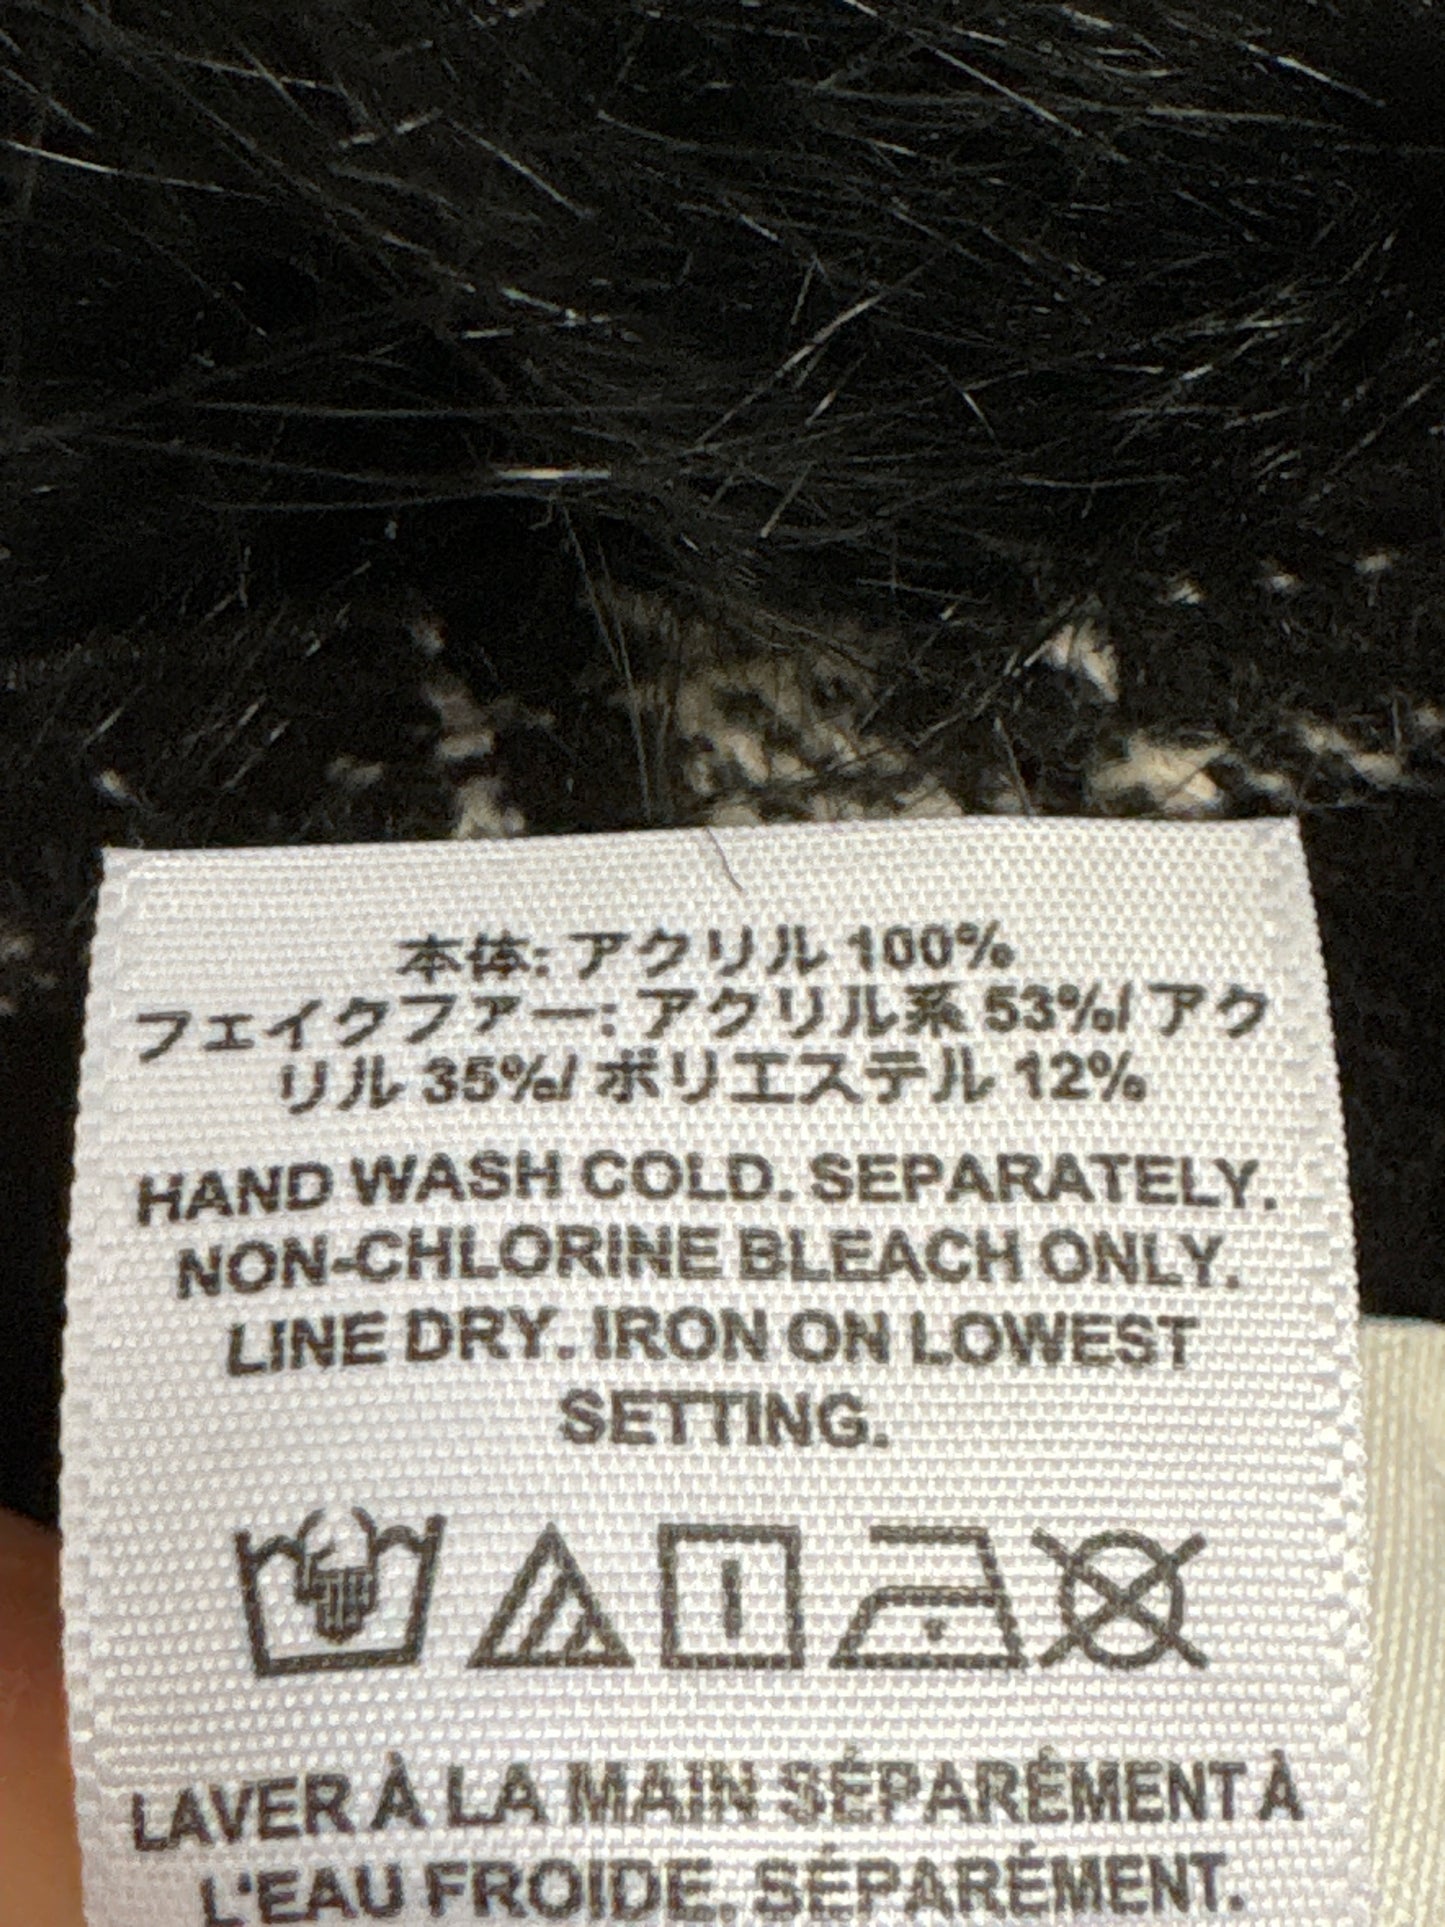 本体: アクリル 100%
フェイクファー: アクリル系 53%/ アク
リル 35%/ ポリエステル 12%
HAND WASH COLD. SEPARATELY.
NON-CHLORINE BLEACH ONLY.
LINE DRY. IRON ON LOWEST
SETTING.
LAVER À LA MAIN SÉPARÉMENT À
L'EAU FROIDE. SÉPARÉMENT.